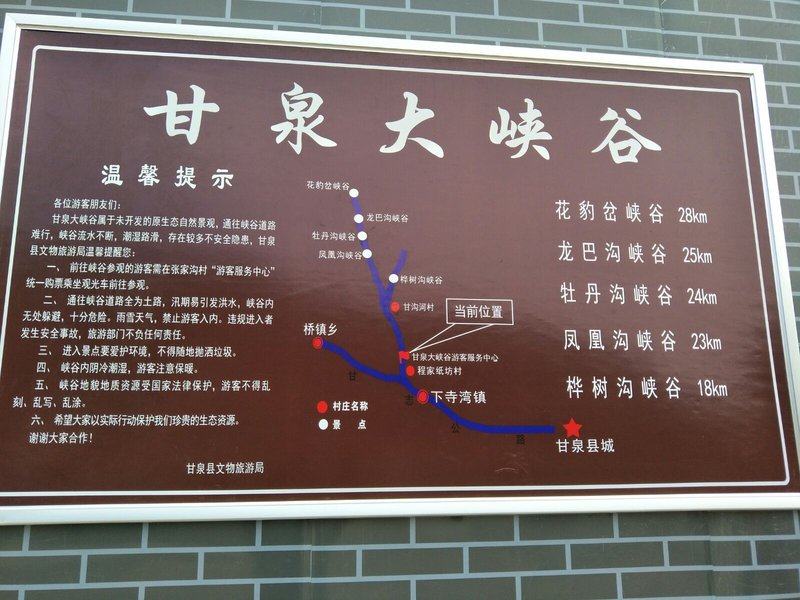 甘泉大峡谷
温馨提示
各位游客朋友们：
甘泉大峡谷属于未开发的原生态自然景观，通往峡谷道路
难行，峡谷流水不断，潮湿路滑，存在较多不安全隐患，甘泉
县文物旅游局温馨提醒您：
一、前往峡谷参观的游客需在张家沟村“游客服务中心”
统一购票乘坐观光车前往参观。
二、通往峡谷道路全为土路，汛期易引发洪水，峡谷内
无处躲避，十分危险。雨雪天气，禁止游客入内。违规进入者
发生安全事故，旅游部门不负任何责任。
三、进入景点要爱护环境，不得随地抛洒垃圾。
四、峡谷内阴冷潮湿，游客注意保暖。
五、峡谷地貌地质资源受国家法律保护，游客不得乱
刻、乱写、乱涂。
六、希望大家以实际行动保护我们珍贵的生态资源。
谢谢大家合作！
甘泉县文物旅游局
花豹岔峡谷
龙巴沟峡谷
牡丹沟峡谷
凤凰沟峡谷
桦树沟峡谷
甘沟河村
当前位置
桥镇乡
甘泉大峡谷游客服务中心
程家纸坊村
下寺湾镇
甘志公路
甘泉县城
村庄名称
景点
花豹岔峡谷 28km
龙巴沟峡谷 25km
牡丹沟峡谷 24km
凤凰沟峡谷 23km
桦树沟峡谷 18km